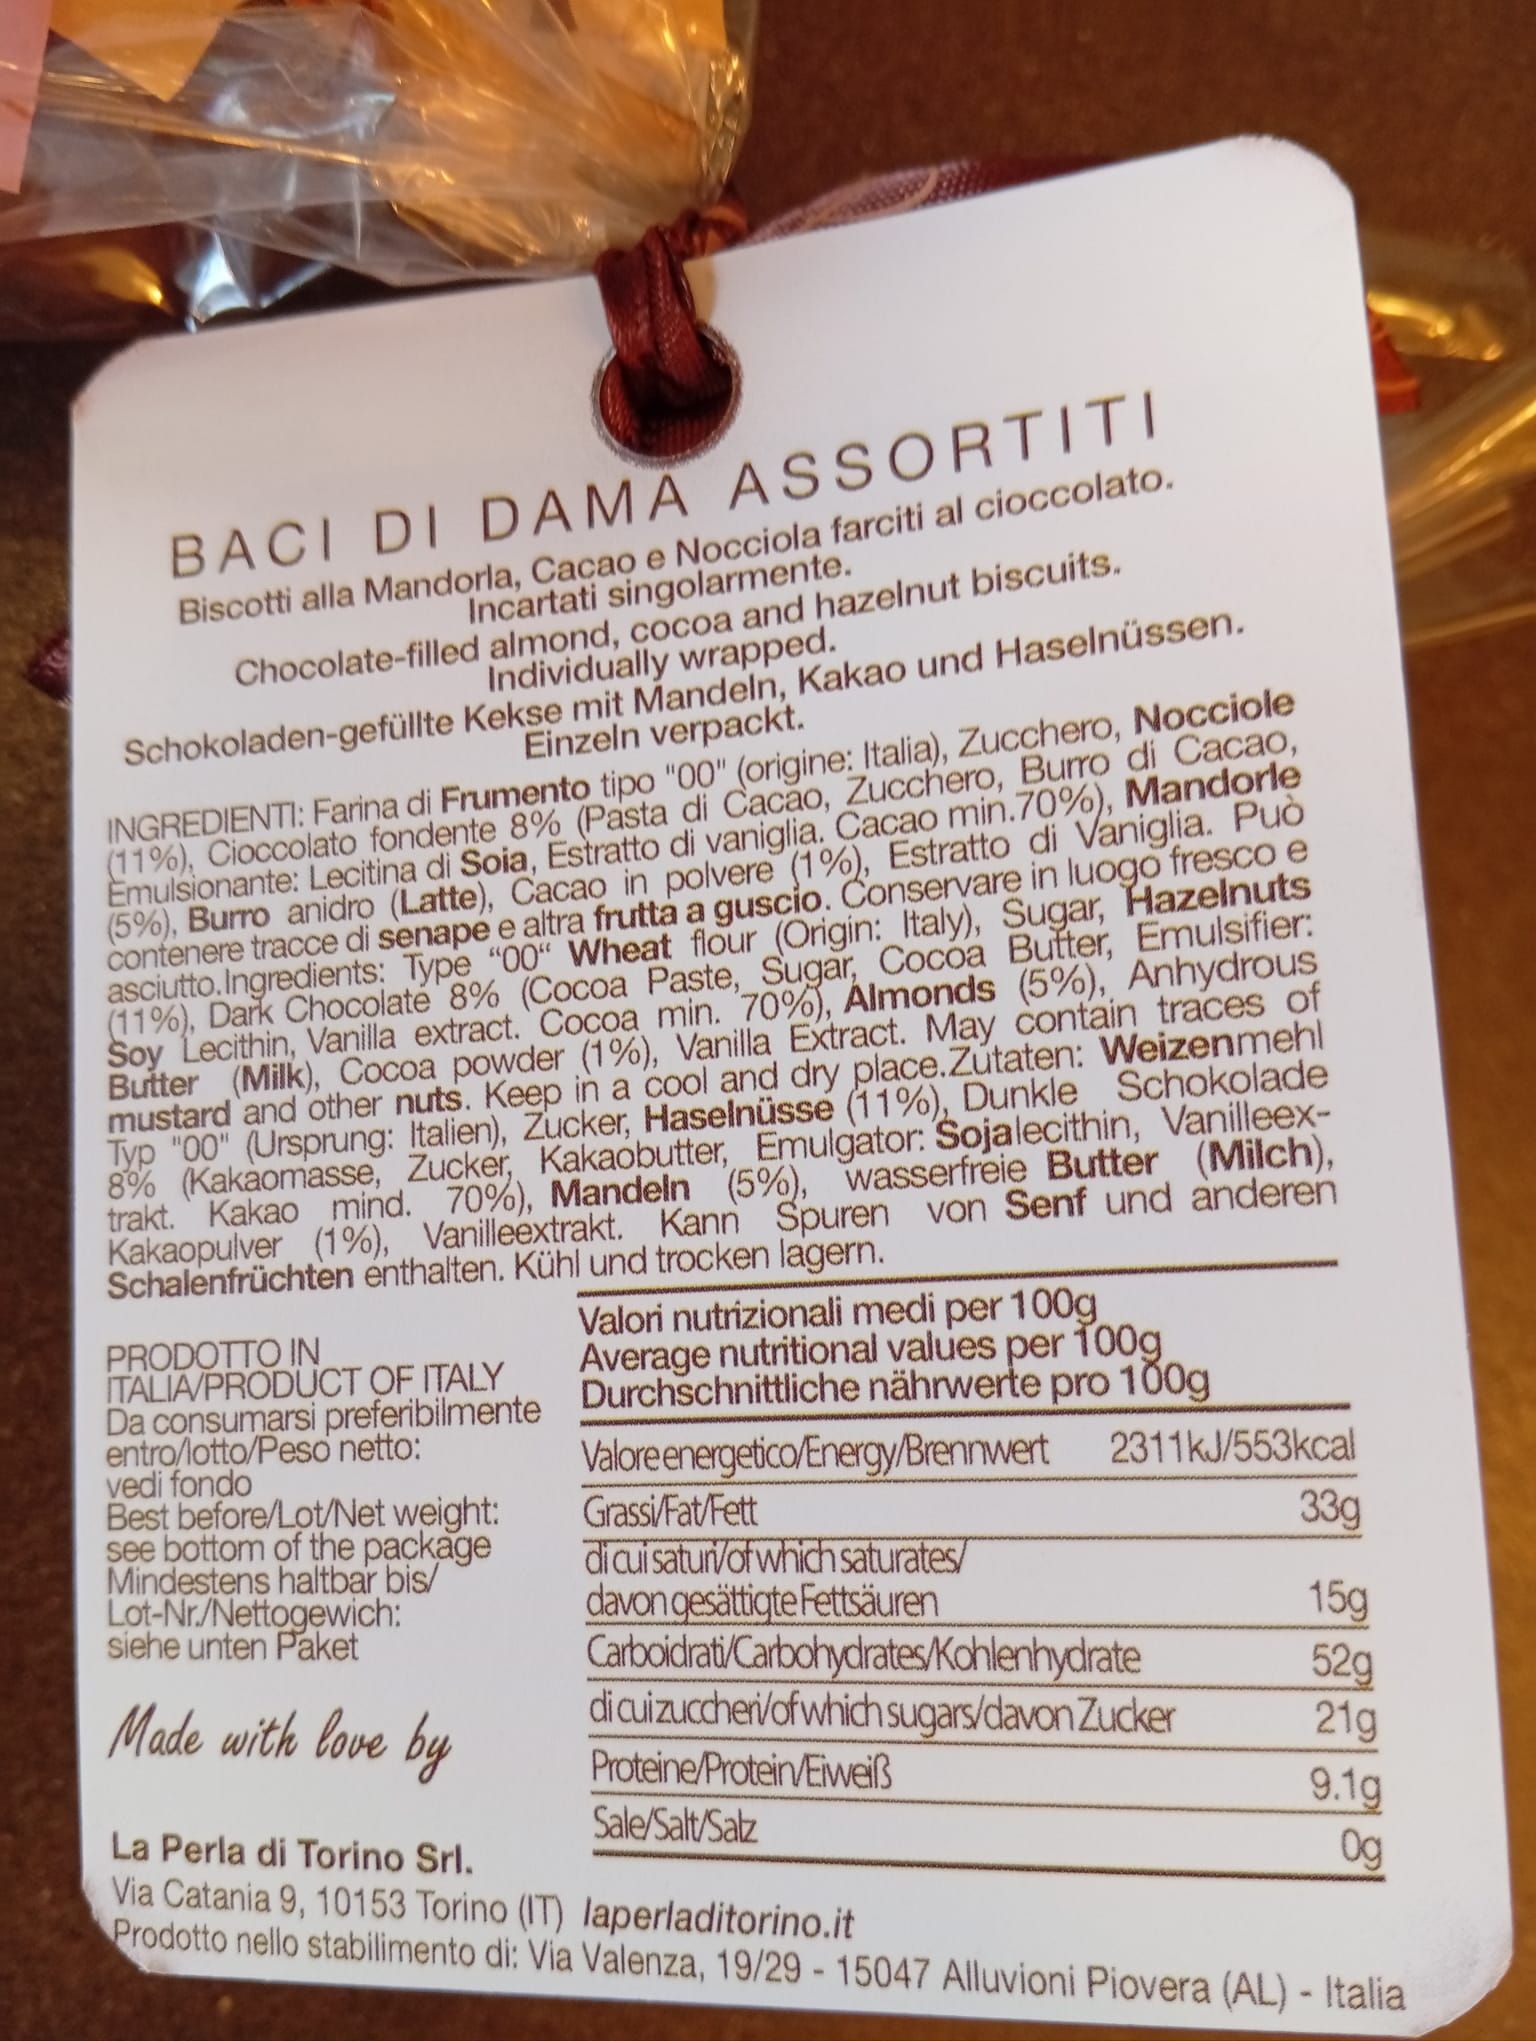 BACI DI DAMA ASSORTITI
Biscotti alla Mandorla, Cacao e Nocciola farciti al cioccolato.
Incartati singolarmente.
Chocolate-filled almond, cocoa and hazelnut biscuits.
Individually wrapped.
Schokoladen-gefüllte Kekse mit Mandeln, Kakao und Haselnüssen.
Einzeln verpackt.
INGREDIENTI: Farina di Frumento tipo "00" (origine: Italia), Zucchero, Nocciole
(11%), Cioccolato fondente 8% (Pasta di Cacao, Zucchero, Burro di Cacao,
Emulsionante: Lecitina di Soia, Estratto di vaniglia. Cacao min.70%), Mandorle
(5%), Burro anidro (Latte), Cacao in polvere (1%), Estratto di Vaniglia. Può
contenere tracce di senape e altra frutta a guscio. Conservare in luogo fresco e
asciutto.Ingredients: Type “00“ Wheat flour (Origin: Italy), Sugar, Hazelnuts
(11%), Dark Chocolate 8% (Cocoa Paste, Sugar, Cocoa Butter, Emulsifier:
Soy Lecithin, Vanilla extract. Cocoa min. 70%), Almonds (5%), Anhydrous
Butter (Milk), Cocoa powder (1%), Vanilla Extract. May contain traces of
mustard and other nuts. Keep in a cool and dry place.Zutaten: Weizenmehl
Typ "00" (Ursprung: Italien), Zucker, Haselnüsse (11%), Dunkle Schokolade
8% (Kakaomasse, Zucker, Kakaobutter, Emulgator: Sojalecithin, Vanilleex-
trakt. Kakao mind. 70%), Mandeln (5%), wasserfreie Butter (Milch),
Kakaopulver (1%), Vanilleextrakt. Kann Spuren von Senf und anderen
Schalenfrüchten enthalten. Kühl und trocken lagern.
PRODOTTO IN
ITALIA/PRODUCT OF ITALY
Da consumarsi preferibilmente
entro/lotto/Peso netto:
vedi fondo
Best before/Lot/Net weight:
see bottom of the package
Mindestens haltbar bis/
Lot-Nr./Nettogewich:
siehe unten Paket
Made with love by
Valori nutrizionali medi per 100g
Average nutritional values per 100g
Durchschnittliche nährwerte pro 100g
Valore energetico/Energy/Brennwert 2311kJ/553kcal
Grassi/Fat/Fett 33g
di cui saturi/of which saturates/
davon gesättigte Fettsäuren 15g
Carboidrati/Carbohydrates/Kohlenhydrate 52g
di cui zuccheri/of which sugars/davon Zucker 21g
Proteine/Protein/Eiweiß 9.1g
Sale/Salt/Salz 0g
La Perla di Torino Srl.
Via Catania 9, 10153 Torino (IT) laperladitorino.it
Prodotto nello stabilimento di: Via Valenza, 19/29 - 15047 Alluvioni Piovera (AL) - Italia